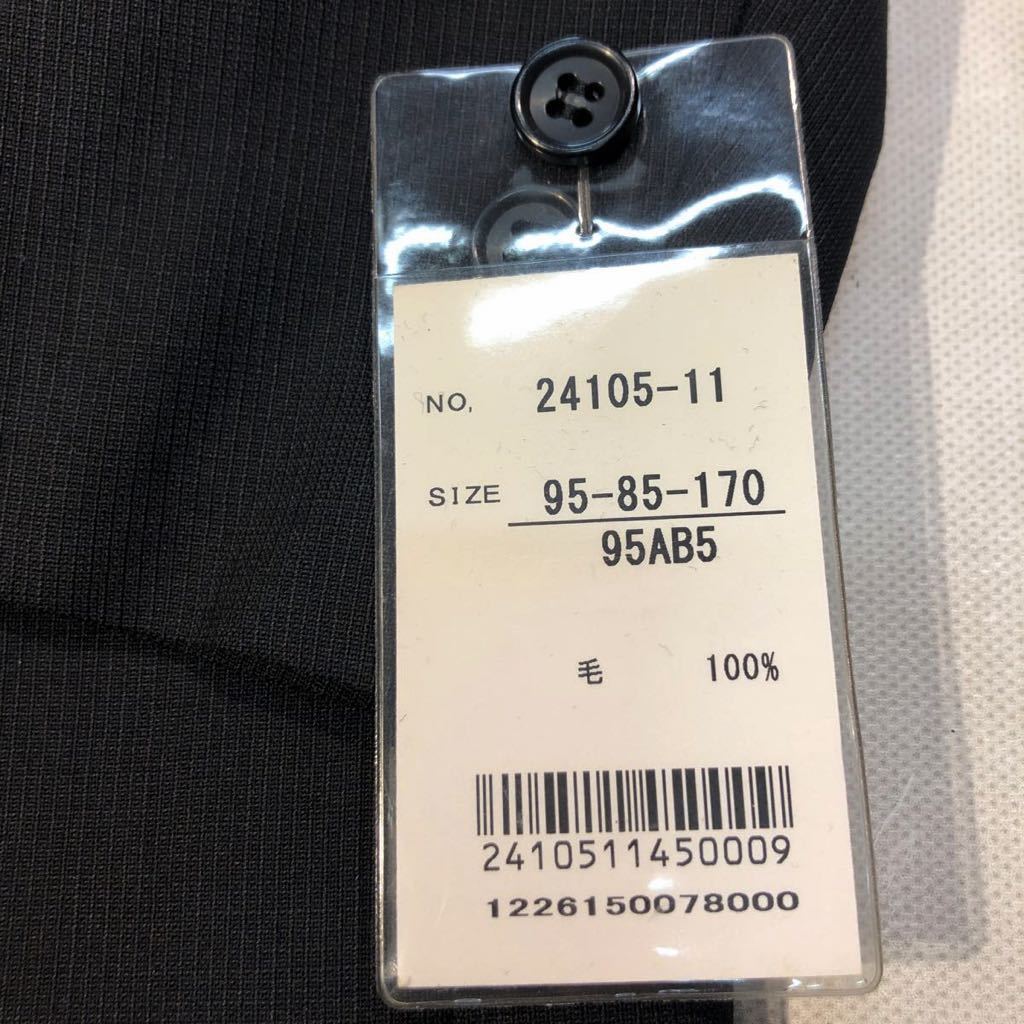 NO, 24105-11
SIZE 95-85-170
95AB5
毛 100%
2410511450009
1226150078000